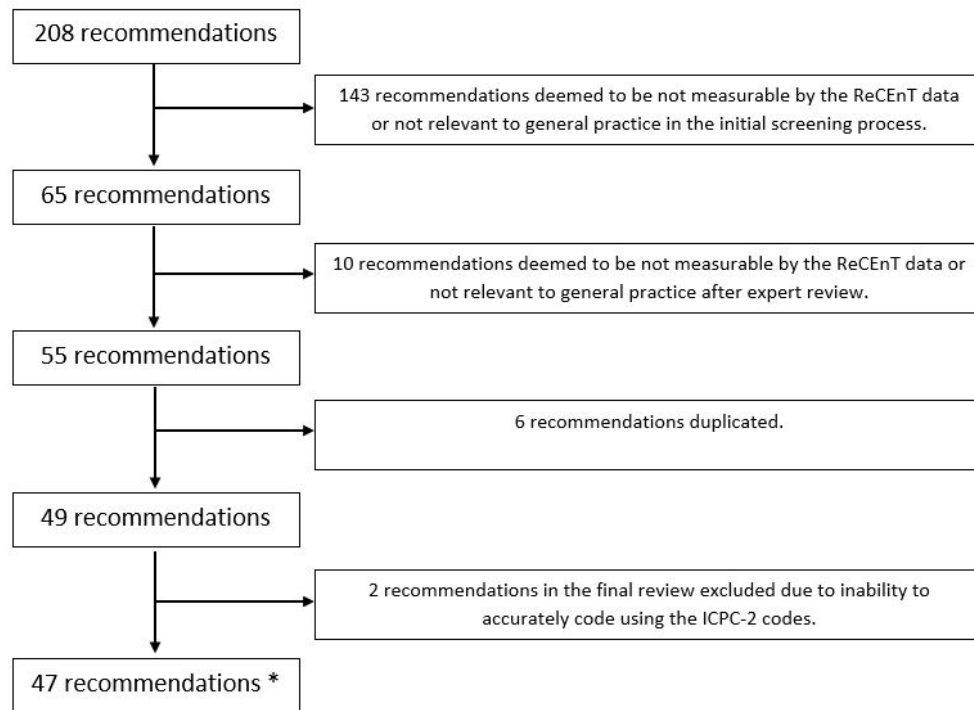 208 recommendations
143 recommendations deemed to be not measurable by the ReCEnT data
or not relevant to general practice in the initial screening process.
65 recommendations
10 recommendations deemed to be not measurable by the ReCEnT data or
not relevant to general practice after expert review.
55 recommendations
6 recommendations duplicated.
49 recommendations
2 recommendations in the final review excluded due to inability to
accurately code using the ICPC-2 codes.
47 recommendations *